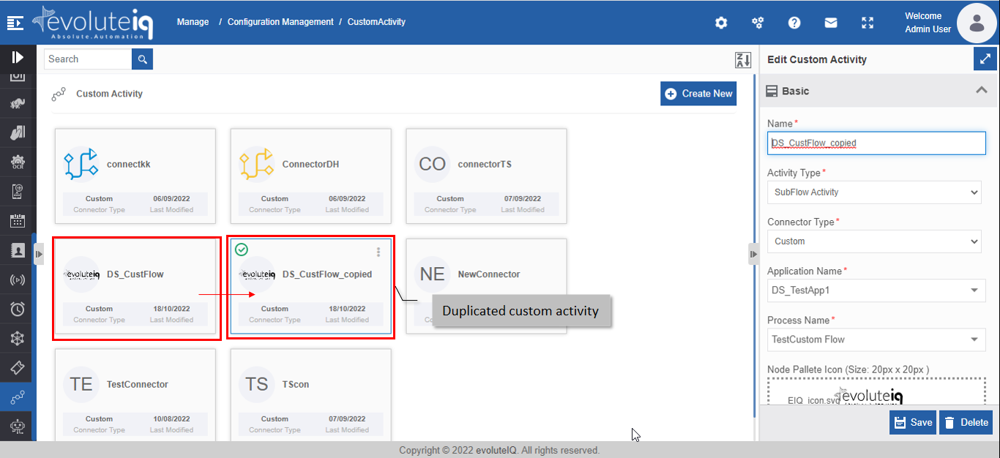 evoluteiq
Absolute.Automation
Manage / Configuration Management / CustomActivity
Welcome
Admin User
Search
Z
A
Edit Custom Activity
Custom Activity
Create New
Basic
connectkk
Custom 06/09/2022
Connector Type Last Modified
ConnectorDH
Custom 06/09/2022
Connector Type Last Modified
CO
connectorTS
Custom 07/09/2022
Connector Type Last Modified
evoluteiq
DS_CustFlow
Custom 18/10/2022
Connector Type Last Modified
evoluteiq
DS_CustFlow_copied
Custom 18/10/2022
Connector Type Last Modified
NE
NewConnector
Duplicated custom activity
TE
TestConnector
Custom 10/08/2022
Connector Type Last Modified
TS
TScon
Custom 07/09/2022
Connector Type Last Modified
Name*
DS_CustFlow_copied
Activity Type*
SubFlow Activity
Connector Type*
Custom
Application Name*
DS_TestApp1
Process Name*
TestCustom Flow
Node Pallete Icon (Size: 20px x 20px )
EIQ_icon.svg
evoluteiq
Save
Delete
OCR
Copyright © 2022 evoluteIQ. All rights reserved.